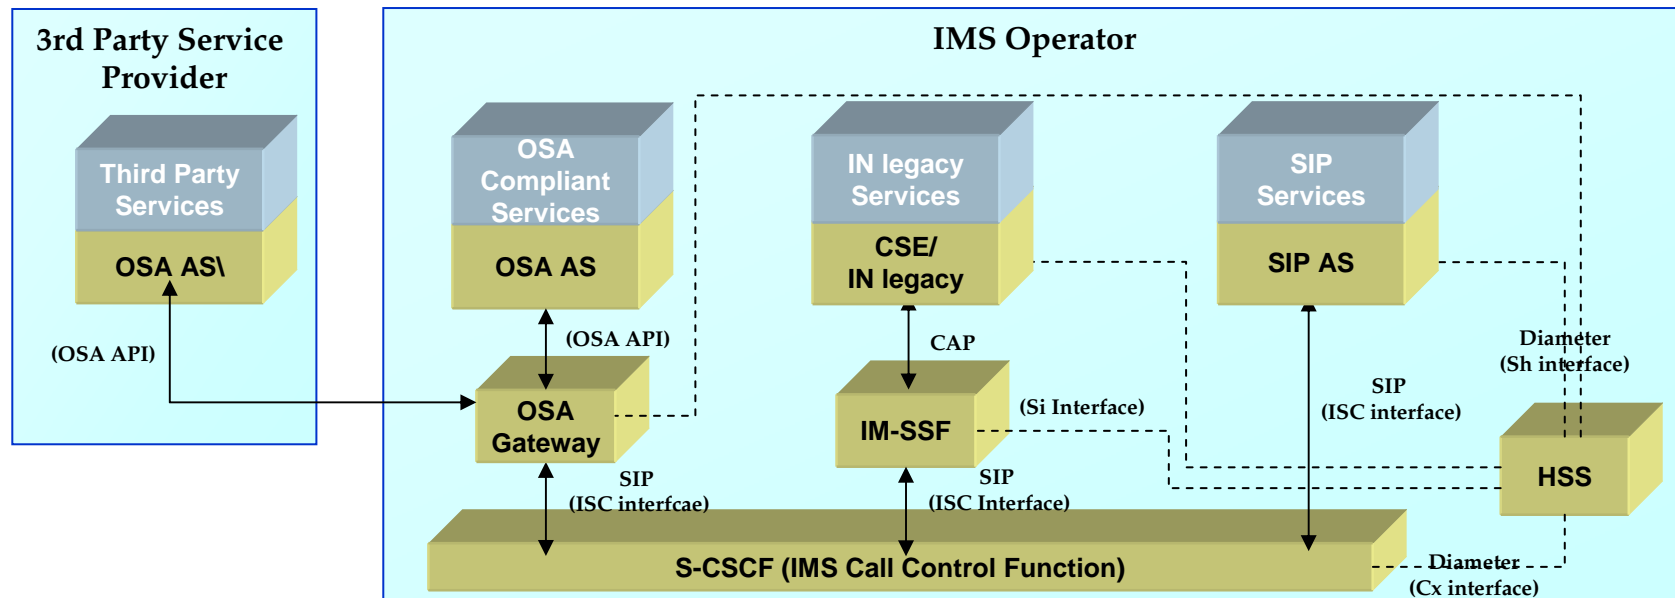 3rd Party Service
Provider
Third Party
Services
OSA AS\
(OSA API)
IMS Operator
OSA
Compliant
Services
OSA AS
(OSA API)
OSA
Gateway
SIP
(ISC interfcae)
IN legacy
Services
CSE/
IN legacy
CAP
IM-SSF
(Si Interface)
SIP
(ISC Interface)
SIP
Services
SIP AS
SIP
(ISC interface)
Diameter
(Sh interface)
HSS
S-CSCF (IMS Call Control Function)
Diameter
(Cx interface)